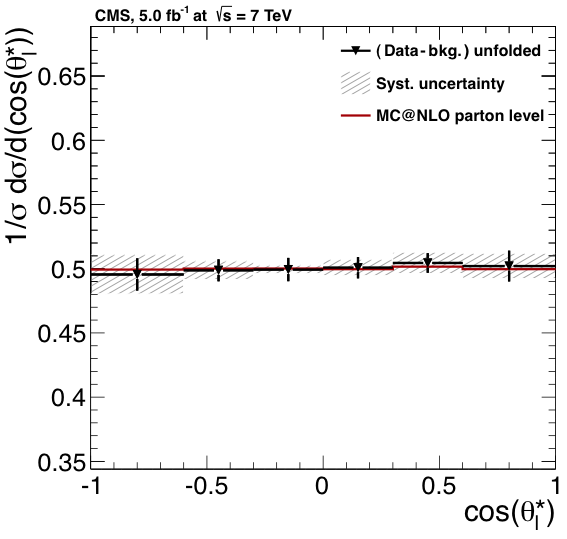 CMS, 5.0 fb⁻¹ at √s = 7 TeV
(Data-bkg.) unfolded
Syst. uncertainty
MC@NLO parton level
1/σ dσ/d(cos(θₗ*))
0.65
0.6
0.55
0.5
0.45
0.4
0.35
-1 -0.5 0 0.5 1
cos(θₗ*)